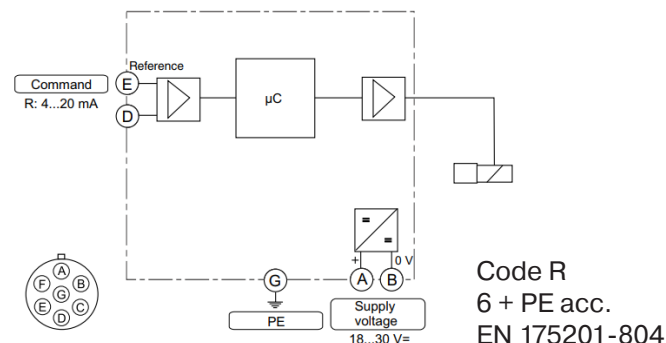 Reference
Command
E
R: 4...20 mA
D
µC
+
0 V
A
F
B
G
E
C
D
G
A
B
PE
Supply
voltage
18...30 V=
Code R
6 + PE acc.
EN 175201-804